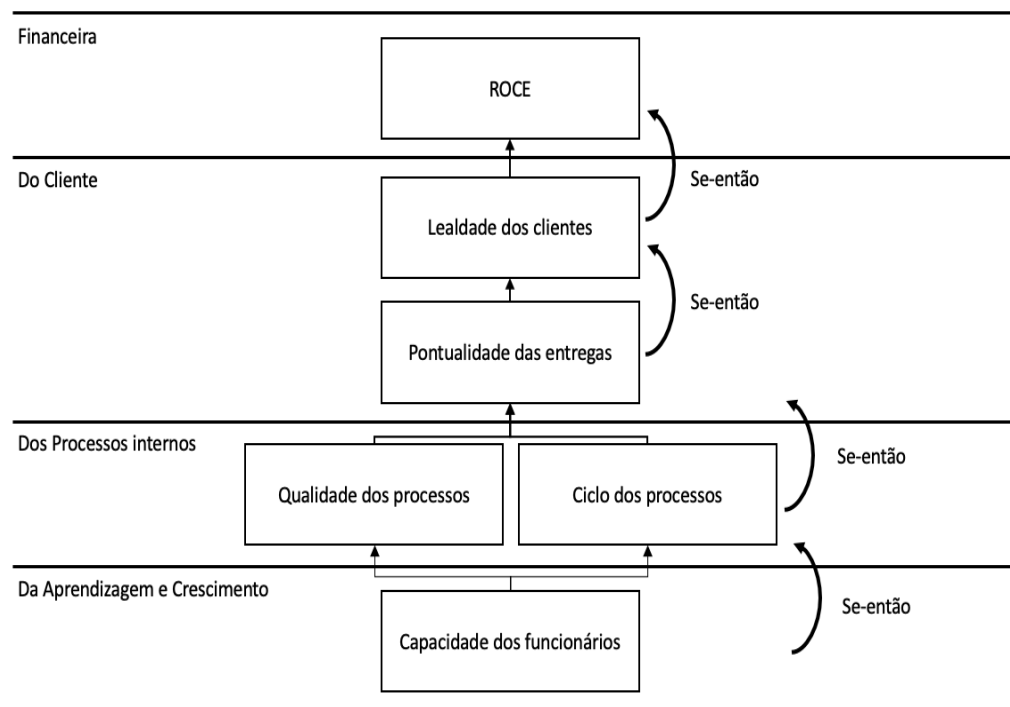 Financeira
ROCE
Do Cliente
Se-então
Lealdade dos clientes
Se-então
Pontualidade das entregas
Dos Processos internos
Se-então
Qualidade dos processos
Ciclo dos processos
Da Aprendizagem e Crescimento
Se-então
Capacidade dos funcionários